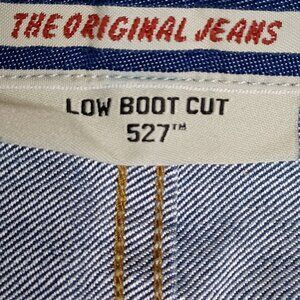 THE ORIGINAL JEANS
LOW BOOT CUT
527™